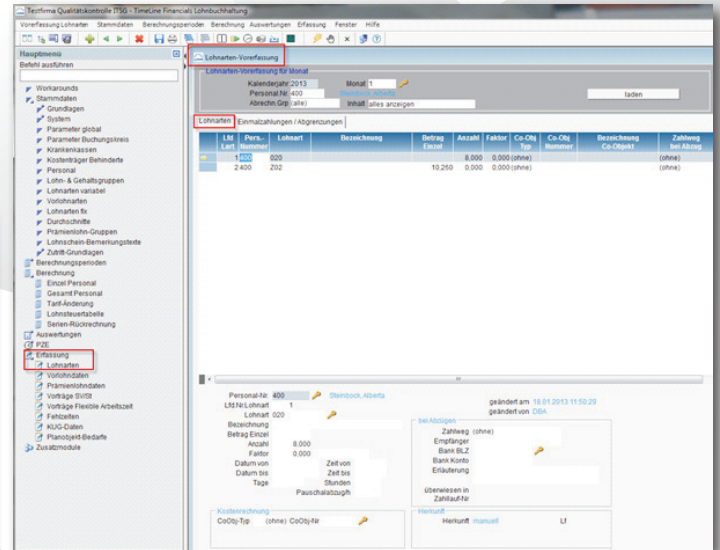 Testfirma Qualitätskontrolle ITSG - TimeLine Financials Lohnbuchhaltung
Vorerfassung Lohnarten Stammdaten Berechnungsperioden Berechnung Auswertungen Erfassung Fenster Hilfe
Hauptmenü
Befehl ausführen
Workarounds
Stammdaten
Grundlagen
System
Parameter global
Parameter Buchungskreis
Krankenkassen
Kostenträger Behinderte
Personal
Lohn- & Gehaltsgruppen
Lohnarten variabel
Vorlohnarten
Lohnarten fix
Durchschnitte
Prämienlohn-Gruppen
Lohnschein-Bemerkungstexte
Zutritt-Grundlagen
Berechnungsperioden
Berechnung
Einzel Personal
Gesamt Personal
Tarif-Änderung
Lohnsteuertabelle
Serien-Rückrechnung
Auswertungen
PZE
Erfassung
Lohnarten
Vorlohndaten
Prämienlohndaten
Vorträge SV/St
Vorträge Flexible Arbeitszeit
Fehlzeiten
KUG-Daten
Planobjekt-Bedarfe
Zusatzmodule
Lohnarten-Vorerfassung
Lohnarten-Vorerfassung für Monat
Kalenderjahr 2013 Monat 1
Personal.Nr. 400 Steinbock, Alberta
Abrechn.Grp (alle) Inhalt alles anzeigen
laden
Lohnarten Einmalzahlungen / Abgrenzungen
Lfd Lart Pers.- Nummer Lohnart Bezeichnung Betrag Einzel Anzahl Faktor Co-Obj Typ Co-Obj Nummer Bezeichnung Co-Objekt Zahlweg bei Abzug
1 400 020 8,000 0,000 (ohne) (ohne)
2 400 Z02 10,260 0,000 0,000 (ohne) (ohne)
Personal-Nr. 400 Steinbock, Alberta
Lfd.Nr.Lohnart 1
Lohnart 020
Bezeichnung
Betrag Einzel
Anzahl 8,000
Faktor 0,000
Datum von Zeit von
Datum bis Zeit bis
Tage Stunden
Pauschalabzug/h
geändert am 18.01.2013 11:50:29
geändert von DBA
bei Abzügen
Zahlweg (ohne)
Empfänger
Bank BLZ
Bank Konto
Erläuterung
überwiesen in
Zahllauf-Nr
Kostenrechnung
CoObj-Typ (ohne) CoObj-Nr
Herkunft
Herkunft manuell Lf